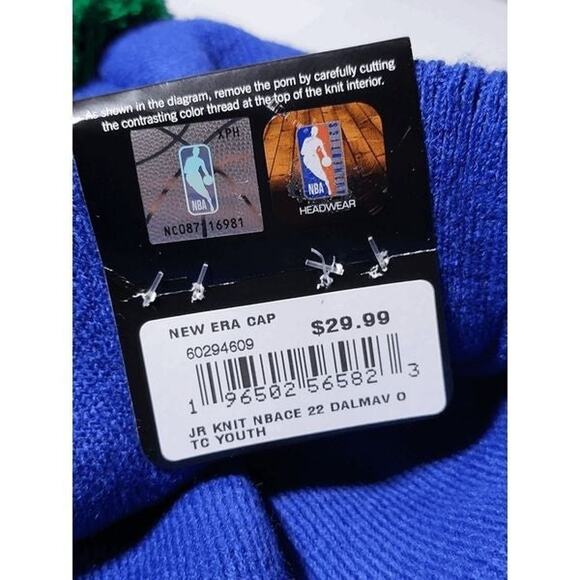 As shown in the diagram, remove the pom by carefully cutting
the contrasting color thread at the top of the knit interior.
XPH
NBA
NC087 16981
NBA
AUTHENTICS
HEADWEAR
NEW ERA CAP
$29.99
60294609
1 96502 56582 3
JR KNIT NBACE 22 DALMAV O
TC YOUTH